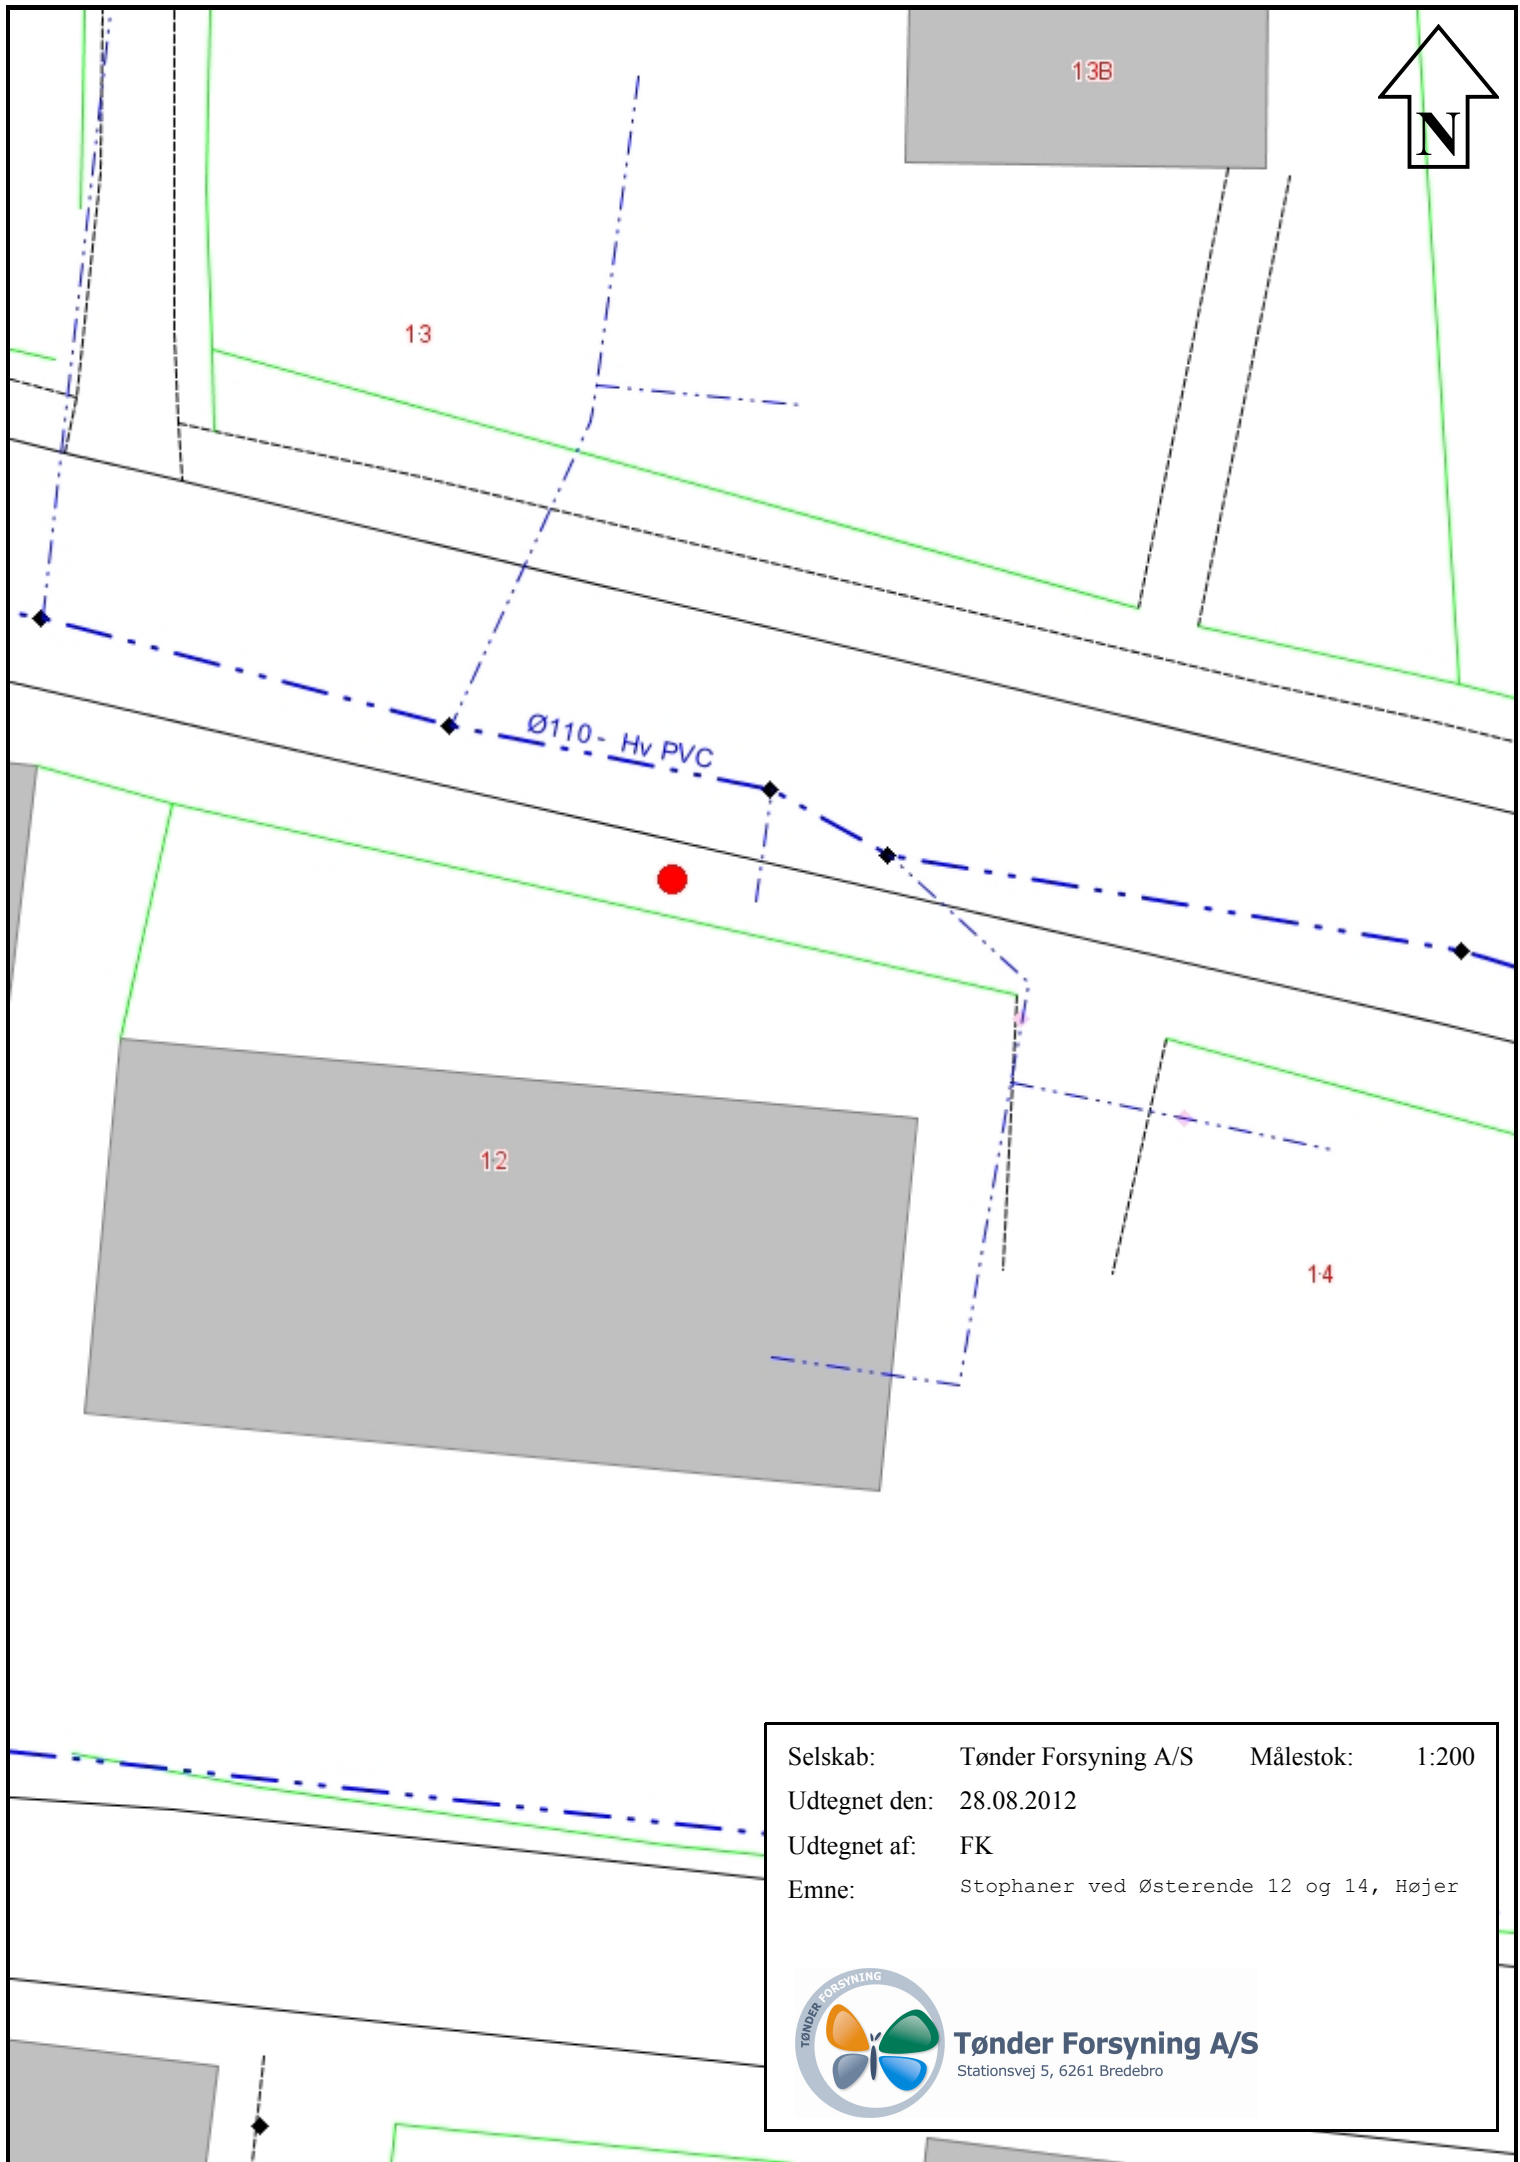 13B
N
13
Ø110 - Hv PVC
12
14
Selskab: Tønder Forsyning A/S Målestok: 1:200
Udtegnet den: 28.08.2012
Udtegnet af: FK
Emne: Stophaner ved Østerende 12 og 14, Højer
TØNDER FORSYNING
Tønder Forsyning A/S
Stationsvej 5, 6261 Bredebro